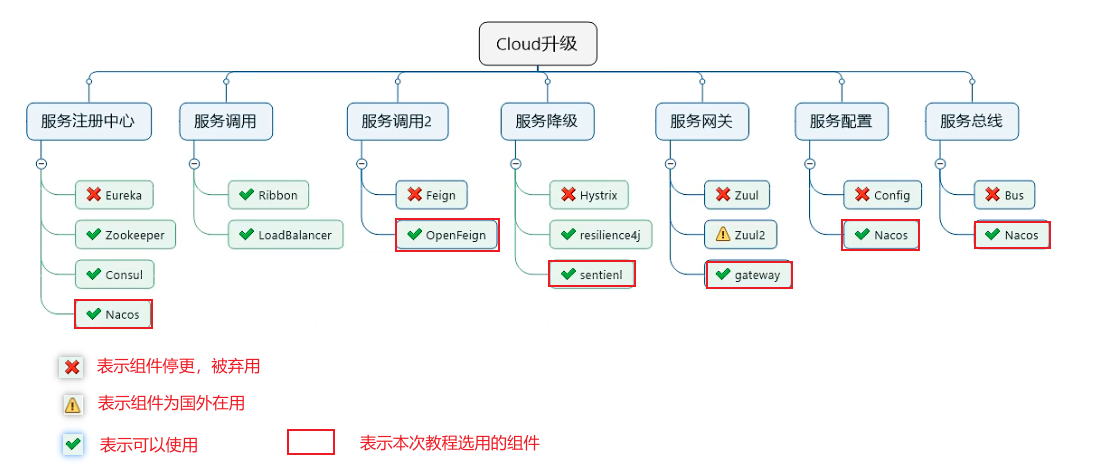 Cloud升级
服务注册中心 服务调用 服务调用2 服务降级 服务网关 服务配置 服务总线
Eureka Ribbon Feign Hystrix Zuul Config Bus
Zookeeper LoadBalancer OpenFeign resilience4j Zuul2 Nacos Nacos
Consul sentienl gateway
Nacos
表示组件停更，被弃用
表示组件为国外在用
表示可以使用 表示本次教程选用的组件